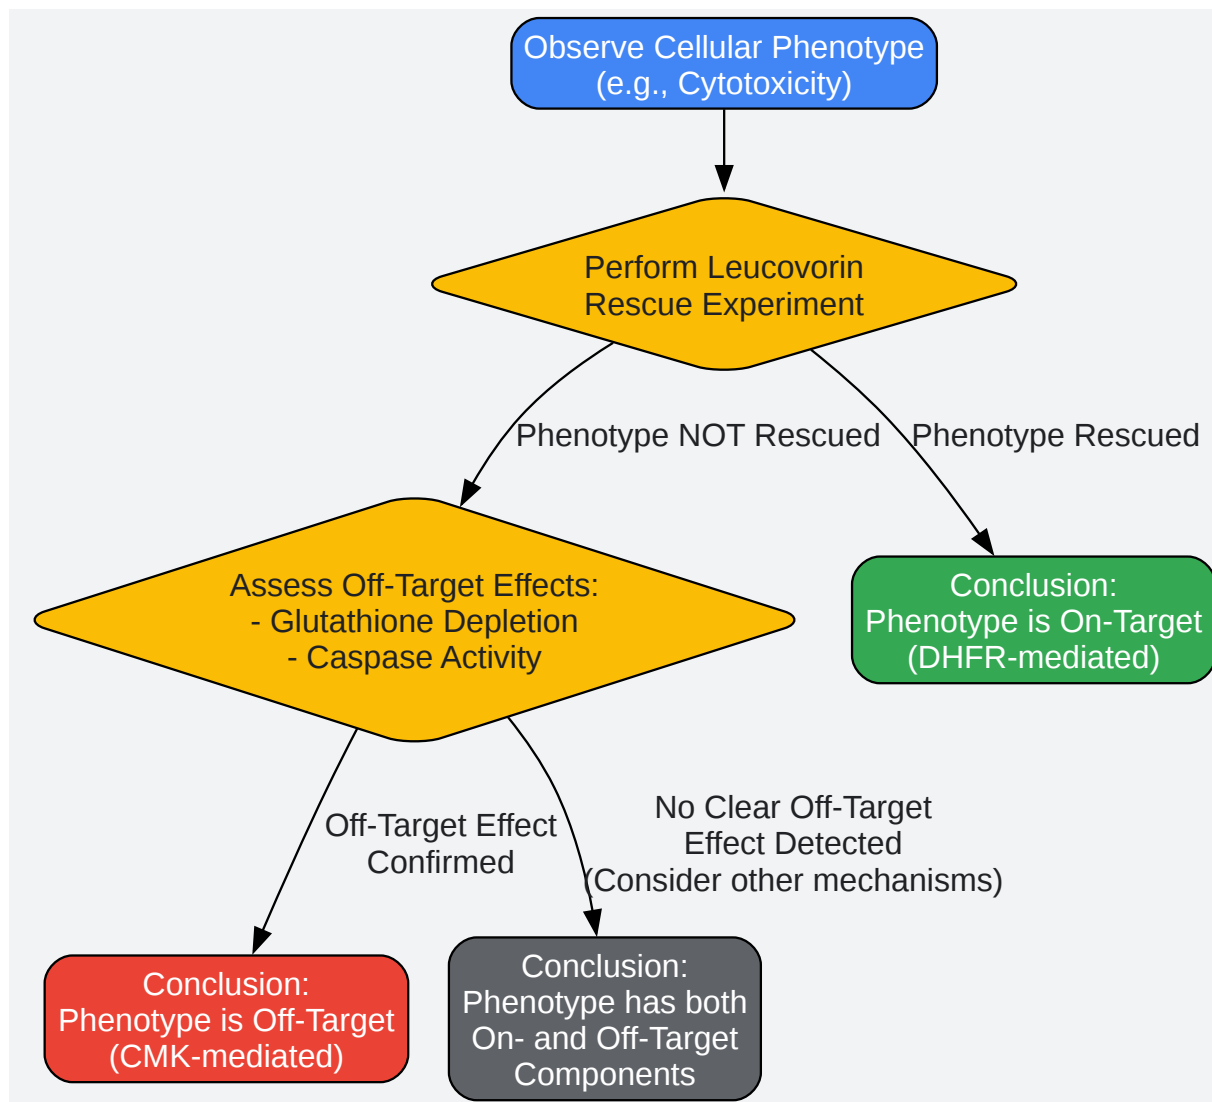 Observe Cellular Phenotype
(e.g., Cytotoxicity)
Perform Leucovorin
Rescue Experiment
Phenotype NOT Rescued
Phenotype Rescued
Assess Off-Target Effects:
- Glutathione Depletion
- Caspase Activity
Conclusion:
Phenotype is On-Target
(DHFR-mediated)
Off-Target Effect
Confirmed
No Clear Off-Target
Effect Detected
(Consider other mechanisms)
Conclusion:
Phenotype is Off-Target
(CMK-mediated)
Conclusion:
Phenotype has both
On- and Off-Target
Components